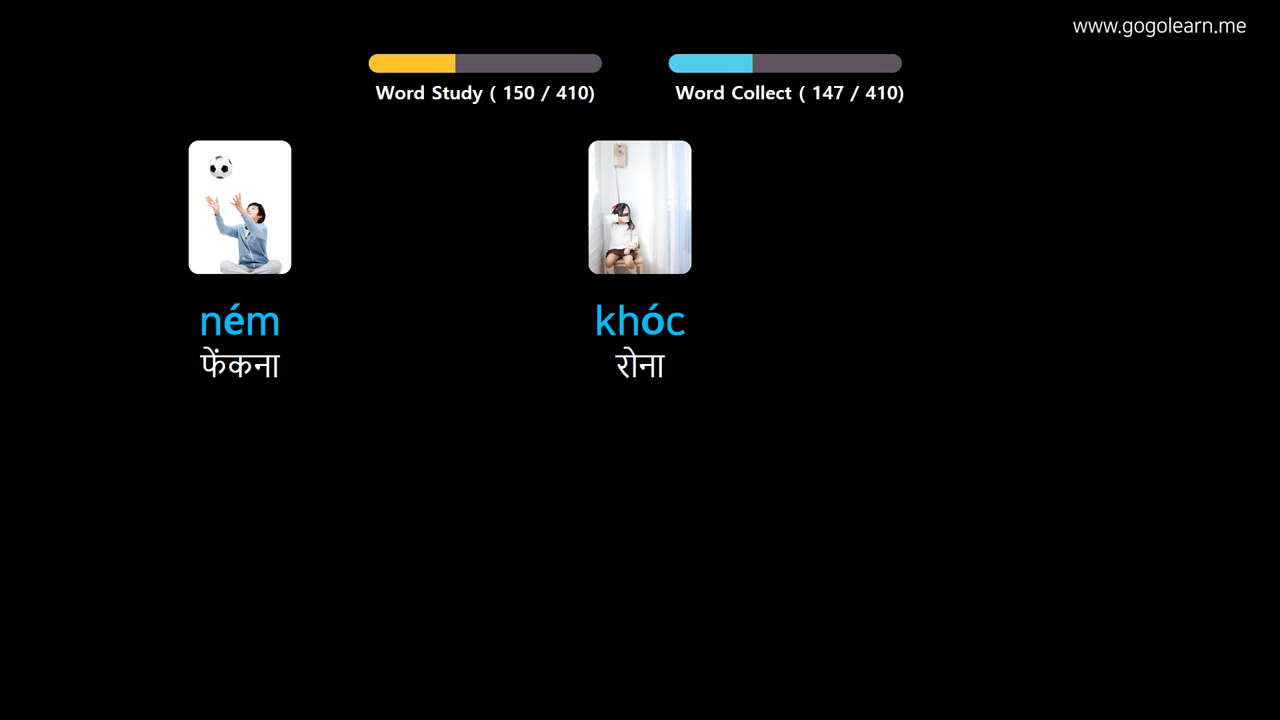 www.gogolearn.me
Word Study ( 150 / 410)
Word Collect ( 147 / 410)
ném
फेंकना
khóc
रोना